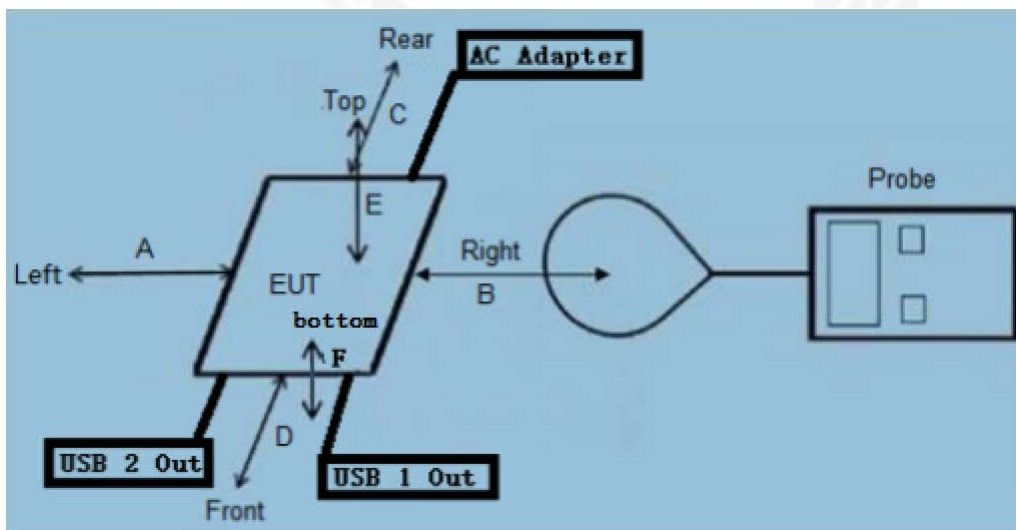 Rear
AC Adapter
Top
C
Probe
E
A
Right
Left
EUT
B
bottom
F
D
USB 2 Out
USB 1 Out
Front